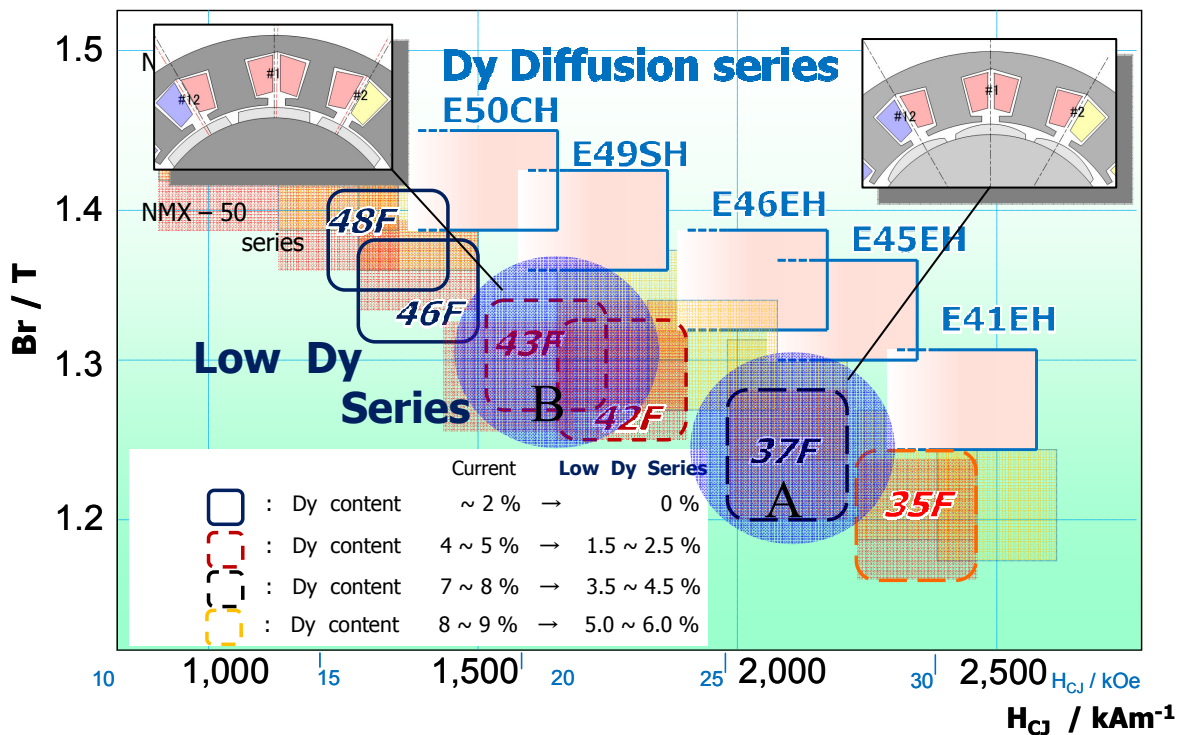 1.5
N
#12
#1
#2
Dy Diffusion series
#12
#1
#2
E50CH
E49SH
E46EH
E45EH
E41EH
1.4
NMX – 50
series
48F
46F
Br / T
1.3
Low Dy
Series
43F
B
42F
37F
A
35F
1.2
Current Low Dy Series
: Dy content ~ 2 % → 0 %
: Dy content 4 ~ 5 % → 1.5 ~ 2.5 %
: Dy content 7 ~ 8 % → 3.5 ~ 4.5 %
: Dy content 8 ~ 9 % → 5.0 ~ 6.0 %
10 1,000 15 1,500 20 25 2,000 30 2,500 HCJ / kOe
HCJ / kAm-1